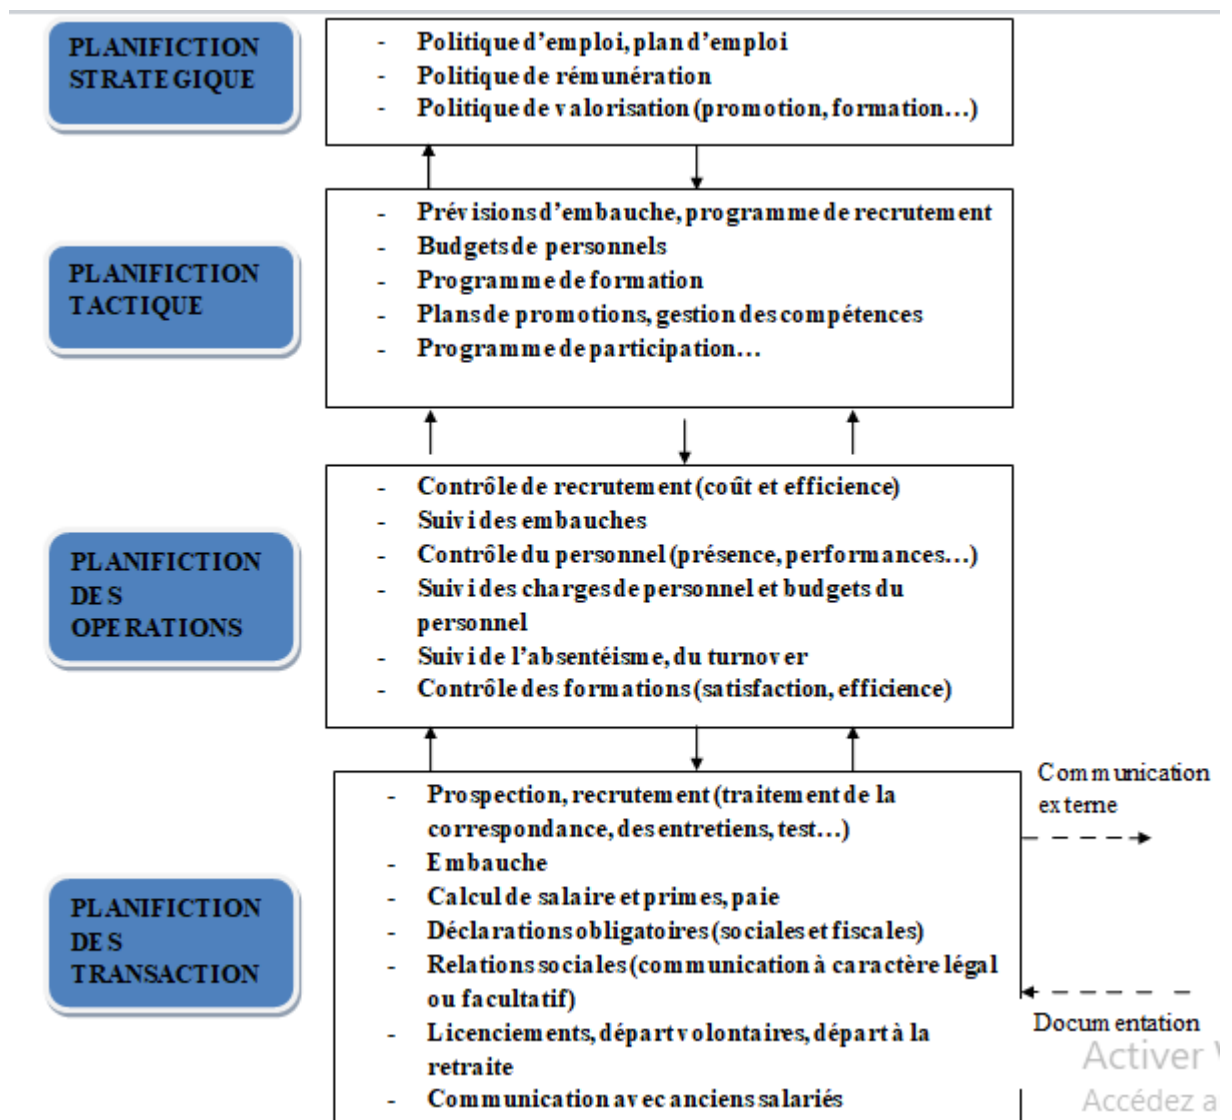 PLANIFICTION
STRATEGIQUE
- Politique d’emploi, plan d’emploi
- Politique de rémunération
- Politique de valorisation (promotion, formation…)
PLANIFICTION
TACTIQUE
- Prévisions d’embauche, programme de recrutement
- Budgets de personnels
- Programme de formation
- Plans de promotions, gestion des compétences
- Programme de participation…
PLANIFICTION
DES
OPERATIONS
- Contrôle de recrutement (coût et efficience)
- Suivi des embauches
- Contrôle du personnel (présence, performances…)
- Suivi des charges de personnel et budgets du
personnel
- Suivi de l’absentéisme, du turnover
- Contrôle des formations (satisfaction, efficience)
PLANIFICTION
DES
TRANSACTION
- Prospection, recrutement (traitement de la
correspondance, des entretiens, test…)
- Embauche
- Calcul de salaire et primes, paie
- Déclarations obligatoires (sociales et fiscales)
- Relations sociales (communication à caractère légal
ou facultatif)
- Licenciements, départ volontaires, départ à la
retraite
- Communication avec anciens salariés
Communication
externe
Documentation
Activer
Accédez a